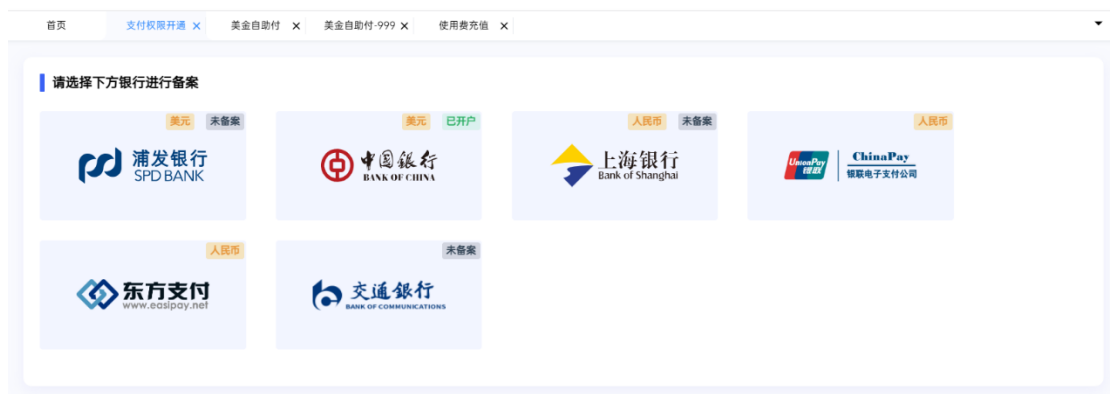 首页 支付权限开通 × 美金自助付 × 美金自助付-999 × 使用费充值 ×
请选择下方银行进行备案
美元 未备案
浦发银行
SPD BANK
美元 已开户
中国银行
BANK OF CHINA
人民币 未备案
上海银行
Bank of Shanghai
人民币
UnionPay
银联
ChinaPay
银联电子支付公司
人民币
东方支付
www.easipay.net
未备案
交通銀行
BANK OF COMMUNICATIONS